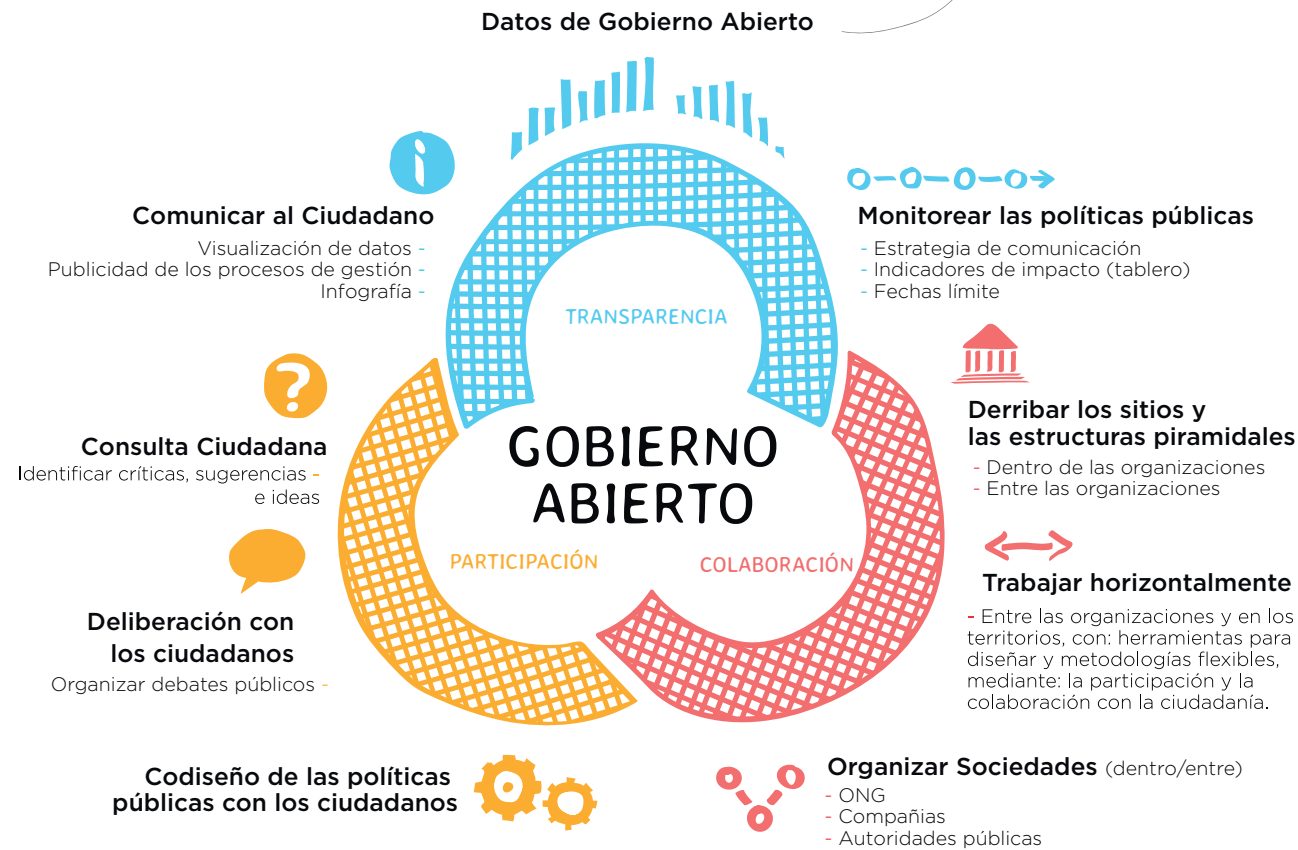 Datos de Gobierno Abierto
Comunicar al Ciudadano
Visualización de datos -
Publicidad de los procesos de gestión -
Infografía -
Monitorear las políticas públicas
- Estrategia de comunicación
- Indicadores de impacto (tablero)
- Fechas límite
TRANSPARENCIA
Consulta Ciudadana
Identificar críticas, sugerencias -
e ideas
Derribar los sitios y
las estructuras piramidales
- Dentro de las organizaciones
- Entre las organizaciones
GOBIERNO
ABIERTO
PARTICIPACIÓN
COLABORACIÓN
Deliberación con
los ciudadanos
Organizar debates públicos -
Trabajar horizontalmente
- Entre las organizaciones y en los
territorios, con: herramientas para
diseñar y metodologías flexibles,
mediante: la participación y la
colaboración con la ciudadanía.
Codiseño de las políticas
públicas con los ciudadanos
Organizar Sociedades (dentro/entre)
- ONG
- Compañias
- Autoridades públicas